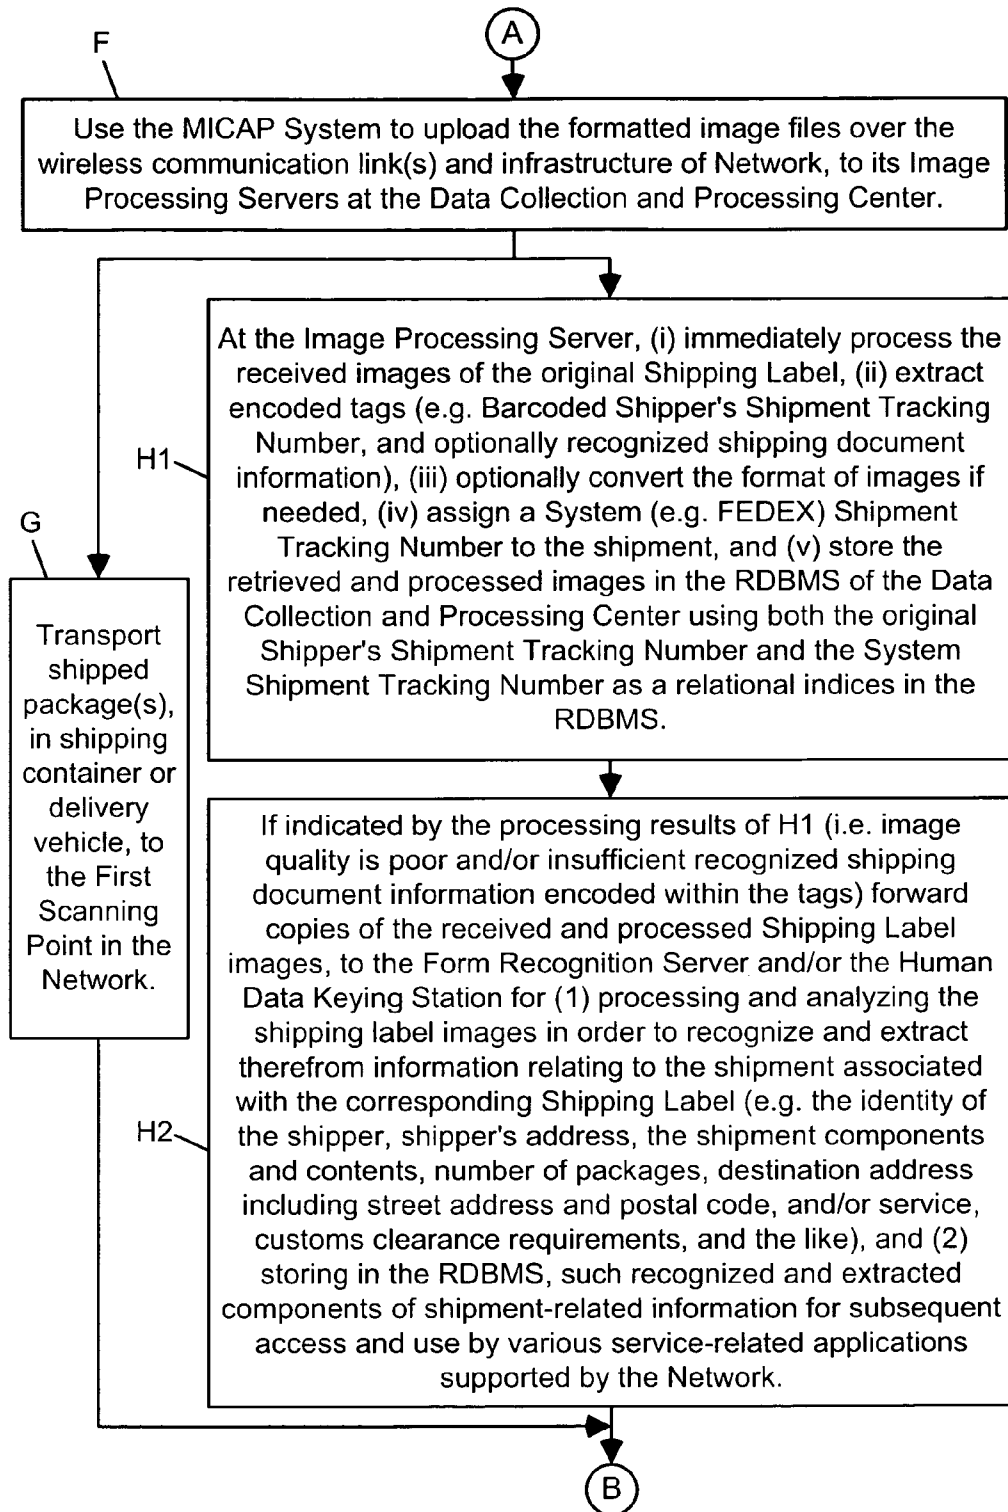 A
F
Use the MICAP System to upload the formatted image files over the
wireless communication link(s) and infrastructure of Network, to its Image
Processing Servers at the Data Collection and Processing Center.
H1
At the Image Processing Server, (i) immediately process the
received images of the original Shipping Label, (ii) extract
encoded tags (e.g. Barcoded Shipper's Shipment Tracking
Number, and optionally recognized shipping document
information), (iii) optionally convert the format of images if
needed, (iv) assign a System (e.g. FEDEX) Shipment
Tracking Number to the shipment, and (v) store the
retrieved and processed images in the RDBMS of the Data
Collection and Processing Center using both the original
Shipper's Shipment Tracking Number and the System
Shipment Tracking Number as a relational indices in the
RDBMS.
G
Transport
shipped
package(s),
in shipping
container or
delivery
vehicle, to
the First
Scanning
Point in the
Network.
H2
If indicated by the processing results of H1 (i.e. image
quality is poor and/or insufficient recognized shipping
document information encoded within the tags) forward
copies of the received and processed Shipping Label
images, to the Form Recognition Server and/or the Human
Data Keying Station for (1) processing and analyzing the
shipping label images in order to recognize and extract
therefrom information relating to the shipment associated
with the corresponding Shipping Label (e.g. the identity of
the shipper, shipper's address, the shipment components
and contents, number of packages, destination address
including street address and postal code, and/or service,
customs clearance requirements, and the like), and (2)
storing in the RDBMS, such recognized and extracted
components of shipment-related information for subsequent
access and use by various service-related applications
supported by the Network.
B